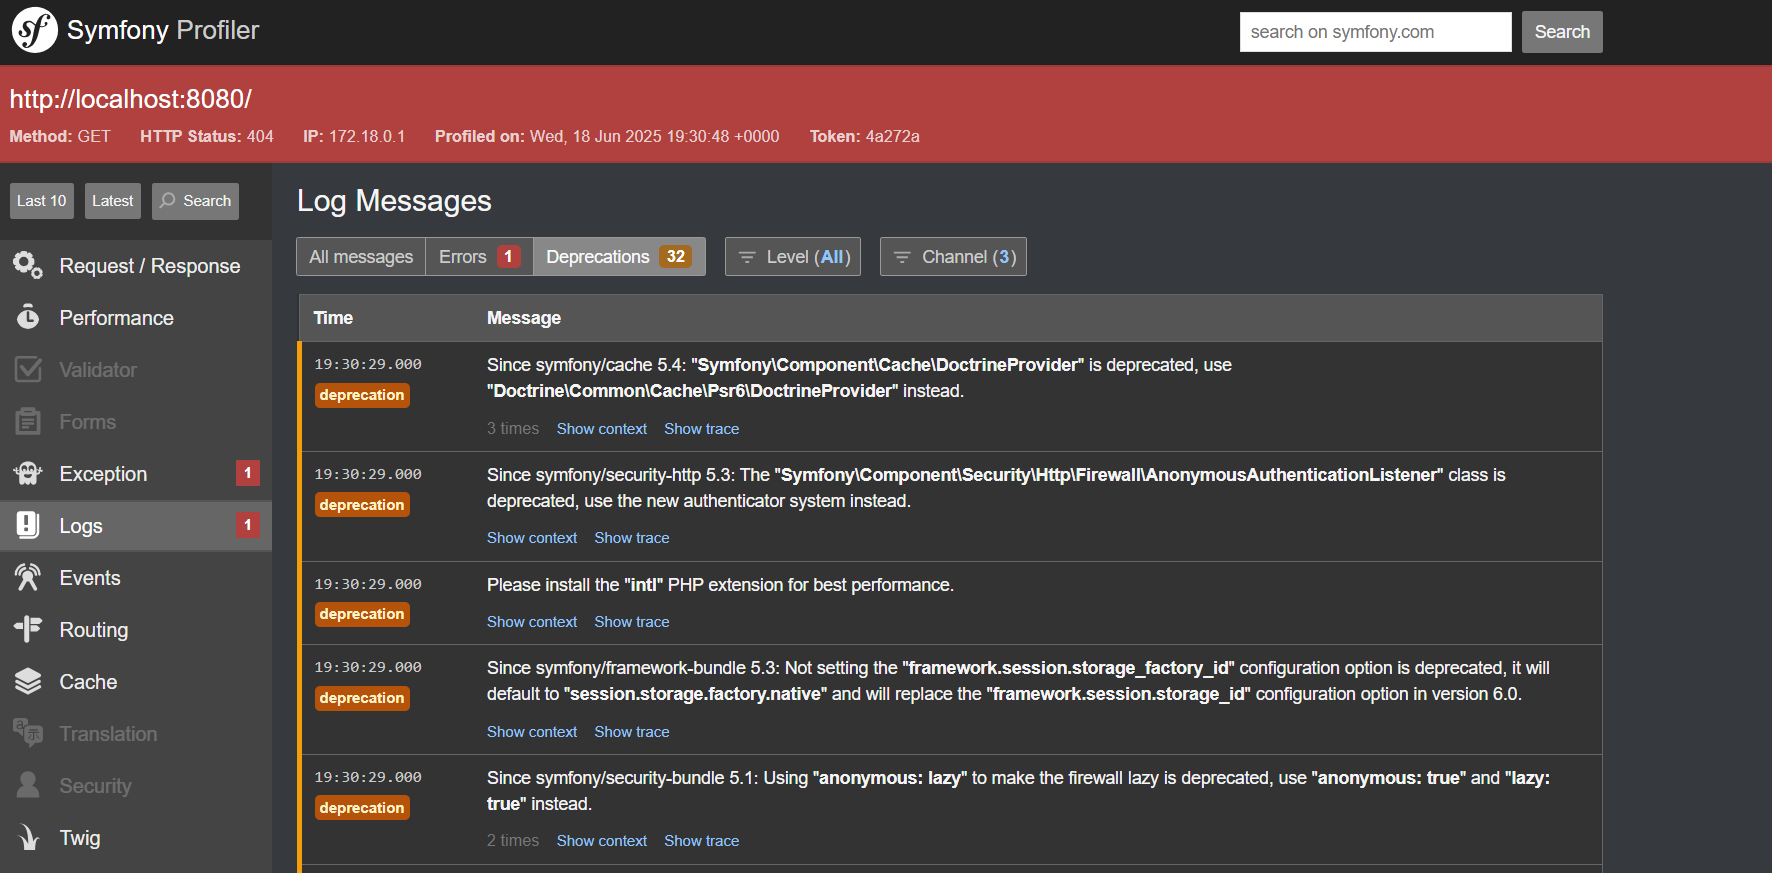 sf Symfony Profiler
search on symfony.com
Search
http://localhost:8080/
Method: GET HTTP Status: 404 IP: 172.18.0.1 Profiled on: Wed, 18 Jun 2025 19:30:48 +0000 Token: 4a272a
Last 10
Latest
Search
Request / Response
Performance
Validator
Forms
Exception 1
Logs 1
Events
Routing
Cache
Translation
Security
Twig
Log Messages
All messages
Errors 1
Deprecations 32
Level (All)
Channel (3)
Time Message
19:30:29.000
deprecation
Since symfony/cache 5.4: "Symfony\Component\Cache\DoctrineProvider" is deprecated, use
"Doctrine\Common\Cache\Psr6\DoctrineProvider" instead.
3 times Show context Show trace
19:30:29.000
deprecation
Since symfony/security-http 5.3: The "Symfony\Component\Security\Http\Firewall\AnonymousAuthenticationListener" class is
deprecated, use the new authenticator system instead.
Show context Show trace
19:30:29.000
deprecation
Please install the "intl" PHP extension for best performance.
Show context Show trace
19:30:29.000
deprecation
Since symfony/framework-bundle 5.3: Not setting the "framework.session.storage_factory_id" configuration option is deprecated, it will
default to "session.storage.factory.native" and will replace the "framework.session.storage_id" configuration option in version 6.0.
Show context Show trace
19:30:29.000
deprecation
Since symfony/security-bundle 5.1: Using "anonymous: lazy" to make the firewall lazy is deprecated, use "anonymous: true" and "lazy:
true" instead.
2 times Show context Show trace